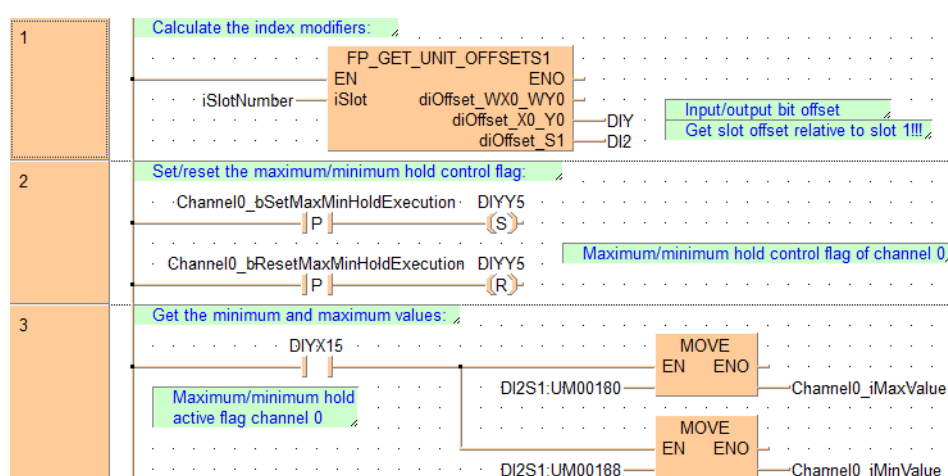 1
Calculate the index modifiers:
FP_GET_UNIT_OFFSETS1
EN ENO
iSlotNumber iSlot diOffset_WX0_WY0
diOffset_X0_Y0 DIY
diOffset_S1 DI2
Input/output bit offset
Get slot offset relative to slot 1!!!
2
Set/reset the maximum/minimum hold control flag:
Channel0_bSetMaxMinHoldExecution DIYY5
P S
Channel0_bResetMaxMinHoldExecution DIYY5
P R
Maximum/minimum hold control flag of channel 0
3
Get the minimum and maximum values:
DIYX15
Maximum/minimum hold
active flag channel 0
MOVE
EN ENO
DI2S1:UM00180 Channel0_iMaxValue
MOVE
EN ENO
DI2S1:UM00188 Channel0_iMinValue